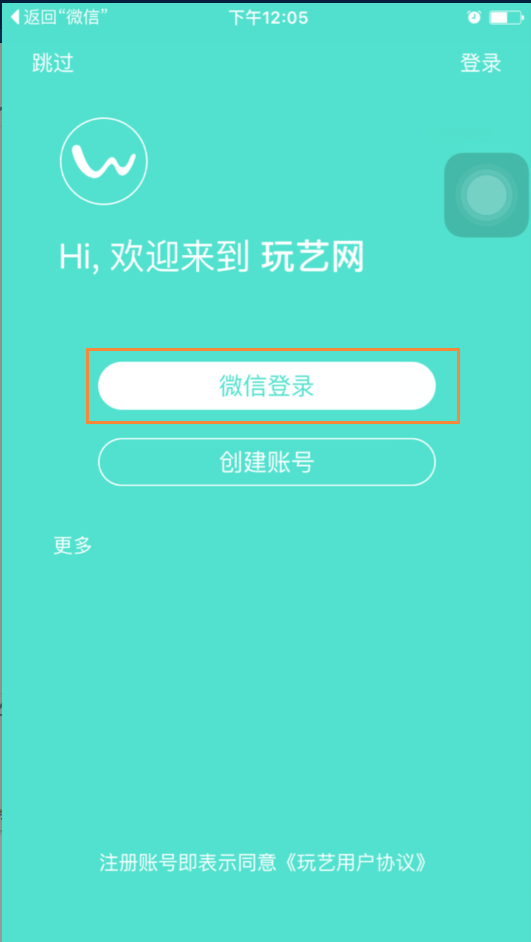 返回“微信”
下午12:05
跳过
登录
Hi, 欢迎来到 玩艺网
微信登录
创建账号
更多
注册账号即表示同意《玩艺用户协议》